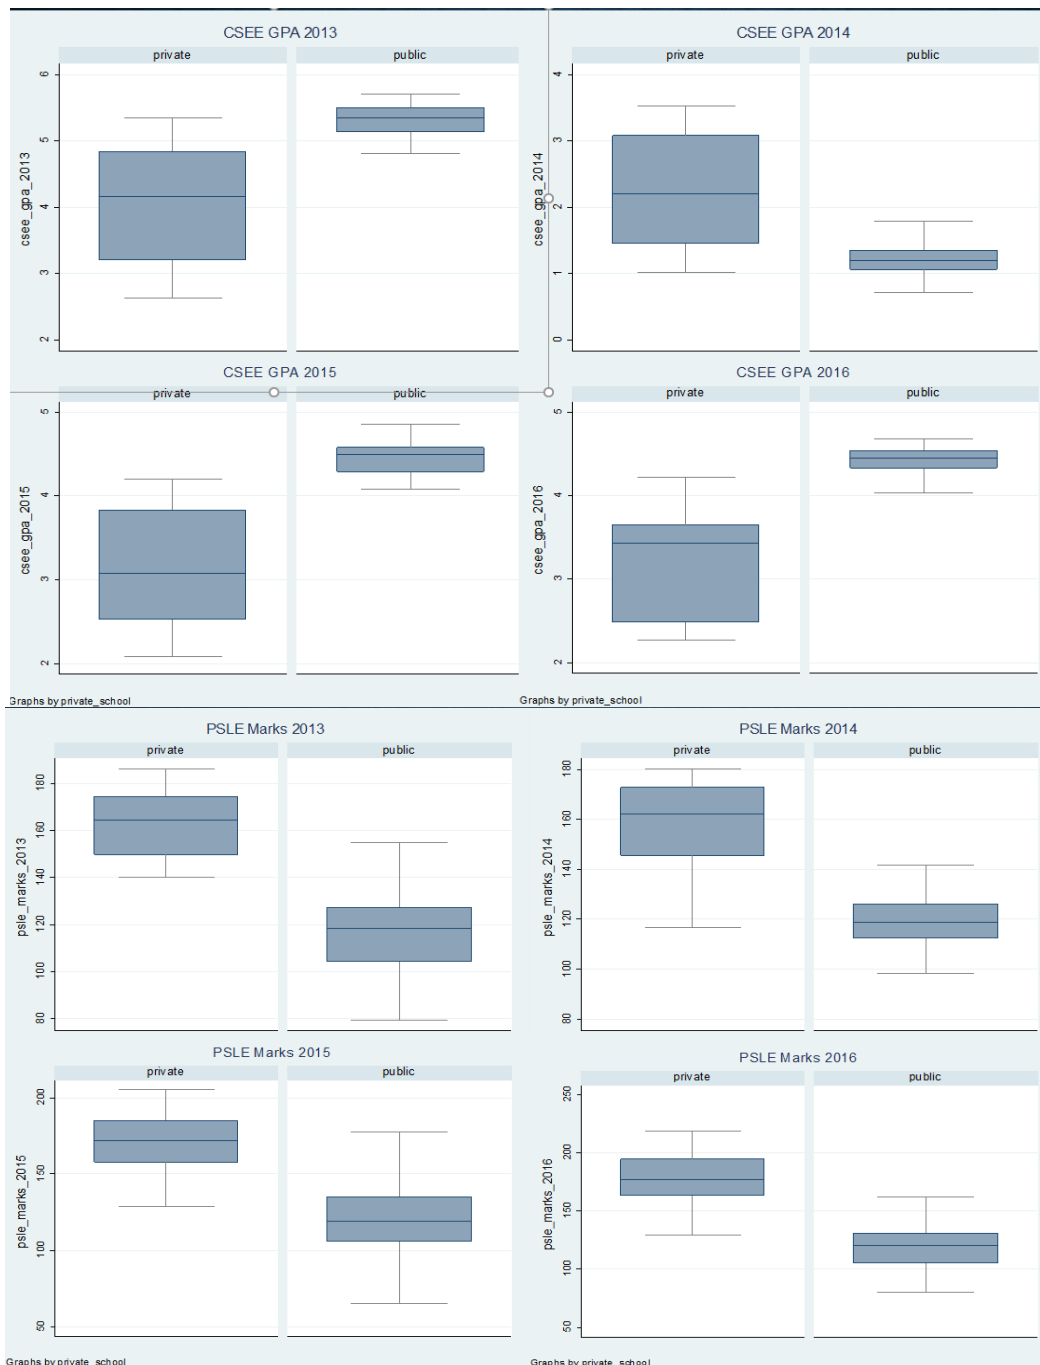 CSEE GPA 2013
private public
csee_gpa_2013
6
5
4
3
2
CSEE GPA 2014
private public
csee_gpa_2014
4
3
2
1
0
CSEE GPA 2015
private public
csee_gpa_2015
5
4
3
2
Graphs by private_school
CSEE GPA 2016
private public
csee_gpa_2016
5
4
3
2
Graphs by private_school
PSLE Marks 2013
private public
psle_marks_2013
180
160
140
120
100
80
PSLE Marks 2014
private public
psle_marks_2014
180
160
140
120
100
80
PSLE Marks 2015
private public
psle_marks_2015
200
150
100
50
Graphs by private_school
PSLE Marks 2016
private public
psle_marks_2016
250
200
150
100
50
Graphs by private_school